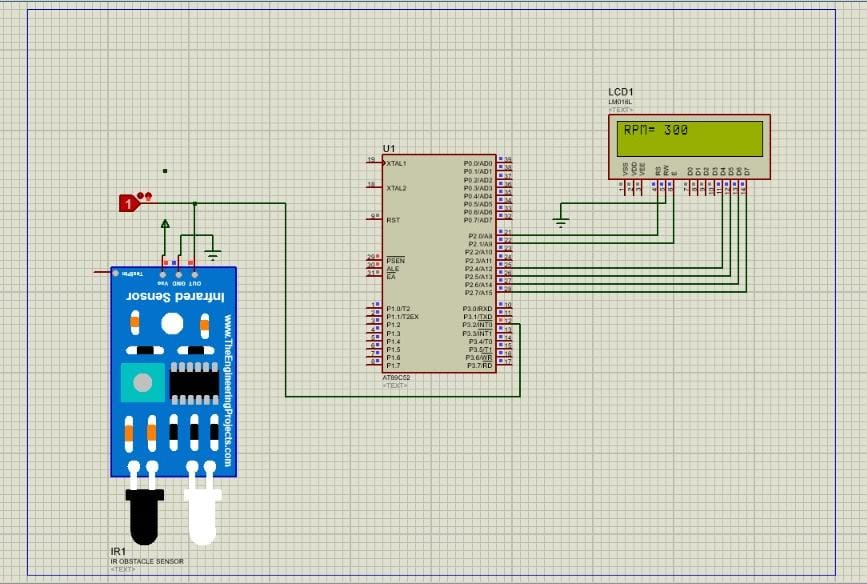 LCD1
LM016L
<TEXT>
RPM= 300
VSS
VDD
VEE
RS
RW
E
D0
D1
D2
D3
D4
D5
D6
D7
1
U1
19
XTAL1
18
XTAL2
9
RST
29
PSEN
30
ALE
31
EA
1
P1.0/T2
2
P1.1/T2EX
3
P1.2
4
P1.3
5
P1.4
6
P1.5
7
P1.6
8
P1.7
P0.0/AD0
39
P0.1/AD1
38
P0.2/AD2
37
P0.3/AD3
36
P0.4/AD4
35
P0.5/AD5
34
P0.6/AD6
33
P0.7/AD7
32
P2.0/A8
21
P2.1/A9
22
P2.2/A10
23
P2.3/A11
24
P2.4/A12
25
P2.5/A13
26
P2.6/A14
27
P2.7/A15
28
P3.0/RXD
10
P3.1/TXD
11
P3.2/INT0
12
P3.3/INT1
13
P3.4/T0
14
P3.5/T1
15
P3.6/WR
16
P3.7/RD
17
AT89C52
<TEXT>
TestPin
Vcc
GND
OUT
Infrared Sensor
www.TheEngineeringProjects.com
IR1
IR OBSTACLE SENSOR
<TEXT>